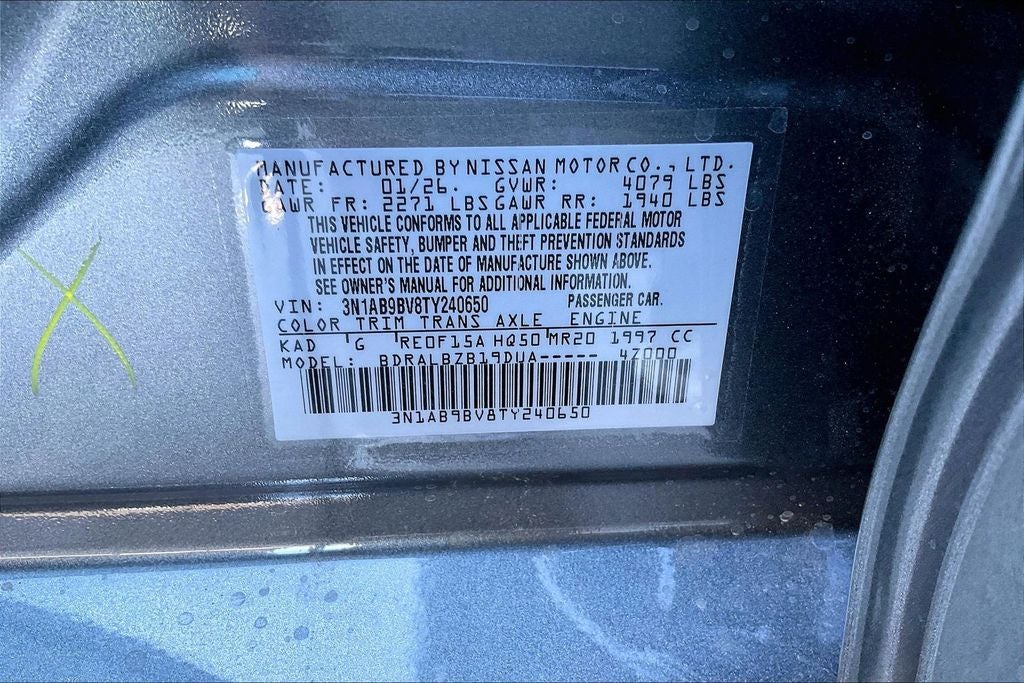 MANUFACTURED BY NISSAN MOTOR CO., LTD.
DATE: 01/26. GVWR: 4079 LBS
GAWR FR: 2271 LBS GAWR RR: 1940 LBS
THIS VEHICLE CONFORMS TO ALL APPLICABLE FEDERAL MOTOR
VEHICLE SAFETY, BUMPER AND THEFT PREVENTION STANDARDS
IN EFFECT ON THE DATE OF MANUFACTURE SHOWN ABOVE.
SEE OWNER'S MANUAL FOR ADDITIONAL INFORMATION.
VIN: 3N1AB9BV8TY240650 PASSENGER CAR.
COLOR TRIM TRANS AXLE ENGINE
KAD G RE0F15A HQ50 MR20 1997 CC
MODEL: BDRALBZB19DUA----- 4Z000
3N1AB9BV8TY240650